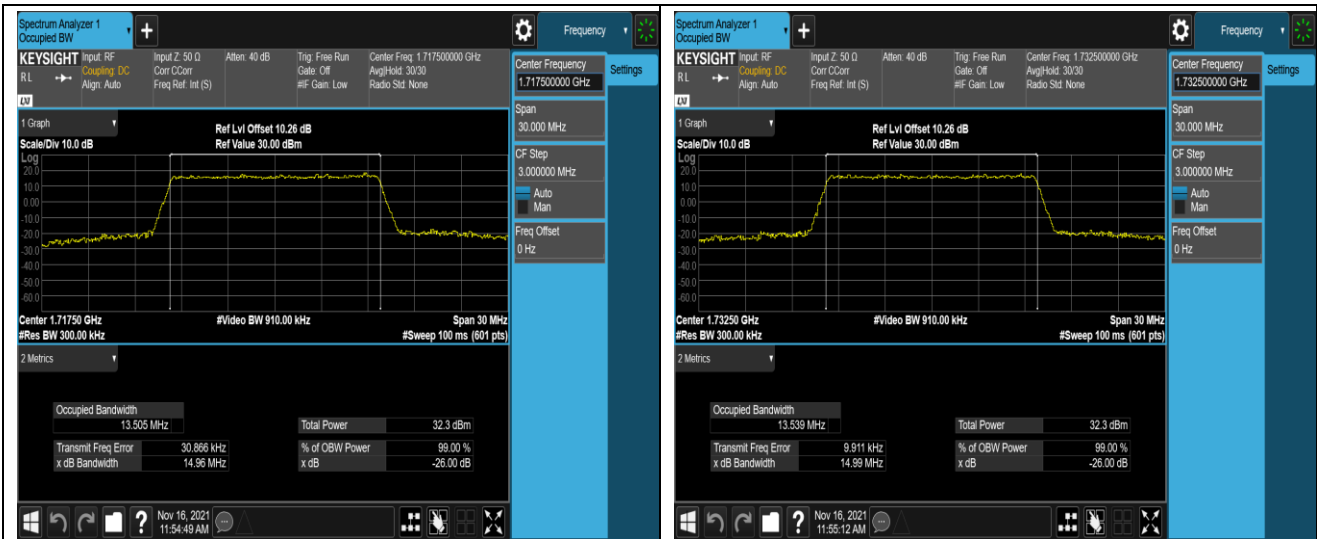 Spectrum Analyzer 1
Occupied BW
+
Frequency
KEYSIGHT
RL
LXI
Input: RF
Coupling: DC
Align: Auto
Input Z: 50 Ω
Corr CCorr
Freq Ref: Int (S)
Atten: 40 dB
Trig: Free Run
Gate: Off
#IF Gain: Low
Center Freq: 1.717500000 GHz
Avg|Hold: 30/30
Radio Std: None
Center Frequency
1.717500000 GHz
Settings
Span
30.000 MHz
CF Step
3.000000 MHz
Auto
Man
Freq Offset
0 Hz
1 Graph
Scale/Div 10.0 dB
Ref Lvl Offset 10.26 dB
Ref Value 30.00 dBm
Log
20.0
10.0
0.00
-10.0
-20.0
-30.0
-40.0
-50.0
-60.0
Center 1.71750 GHz
#Video BW 910.00 kHz
Span 30 MHz
#Res BW 300.00 kHz
#Sweep 100 ms (601 pts)
2 Metrics
Occupied Bandwidth
13.505 MHz
Total Power 32.3 dBm
Transmit Freq Error 30.866 kHz
% of OBW Power 99.00 %
x dB Bandwidth 14.96 MHz
x dB -26.00 dB
?
Nov 16, 2021
11:54:49 AM
Spectrum Analyzer 1
Occupied BW
+
Frequency
KEYSIGHT
RL
LXI
Input: RF
Coupling: DC
Align: Auto
Input Z: 50 Ω
Corr CCorr
Freq Ref: Int (S)
Atten: 40 dB
Trig: Free Run
Gate: Off
#IF Gain: Low
Center Freq: 1.732500000 GHz
Avg|Hold: 30/30
Radio Std: None
Center Frequency
1.732500000 GHz
Settings
Span
30.000 MHz
CF Step
3.000000 MHz
Auto
Man
Freq Offset
0 Hz
1 Graph
Scale/Div 10.0 dB
Ref Lvl Offset 10.26 dB
Ref Value 30.00 dBm
Log
20.0
10.0
0.00
-10.0
-20.0
-30.0
-40.0
-50.0
-60.0
Center 1.73250 GHz
#Video BW 910.00 kHz
Span 30 MHz
#Res BW 300.00 kHz
#Sweep 100 ms (601 pts)
2 Metrics
Occupied Bandwidth
13.539 MHz
Total Power 32.3 dBm
Transmit Freq Error 9.911 kHz
% of OBW Power 99.00 %
x dB Bandwidth 14.99 MHz
x dB -26.00 dB
?
Nov 16, 2021
11:55:12 AM